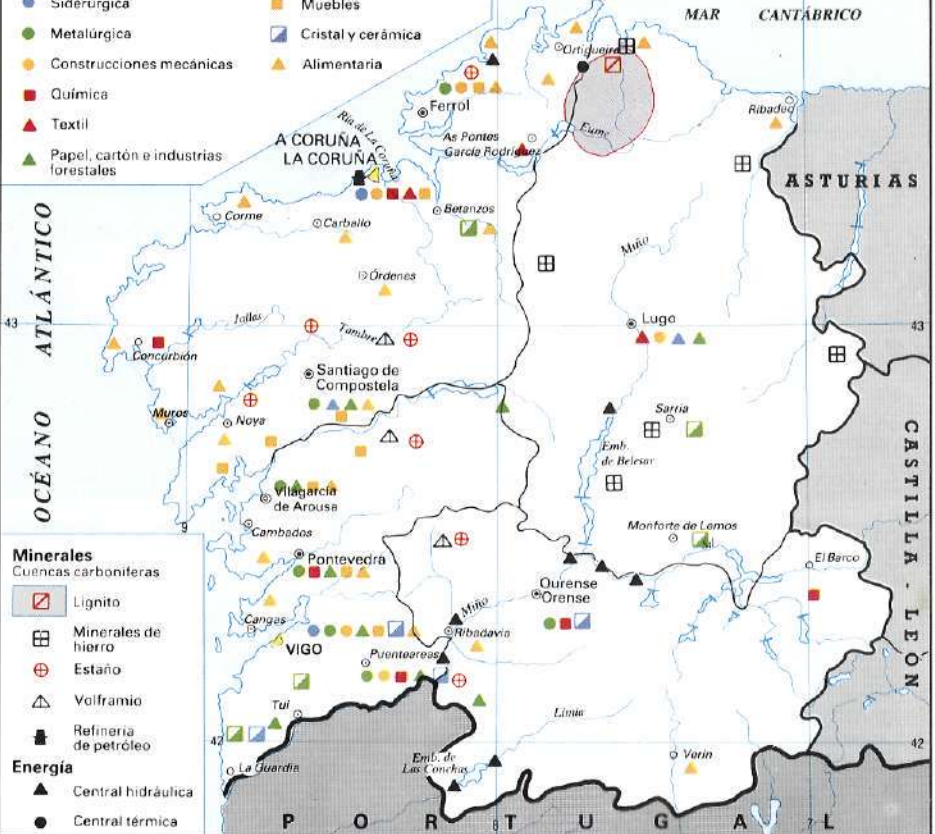 Siderúrgica
Metalúrgica
Construcciones mecánicas
Química
Textil
Papel, cartón e industrias
forestales
Muebles
Cristal y cerámica
Alimentaria
MAR CANTÁBRICO
Ortigueira
Ribadeo
Ferrol
Ría de La Coruña
A CORUÑA
LA CORUÑA
Eume
As Pontes
García Rodríguez
ASTURIAS
Corme
Carballo
Betanzos
Miño
Órdenes
OCÉANO ATLÁNTICO
43
Jallas
Tambre
Lugo
43
Concurbión
Santiago de
Compostela
Muros
Noya
Sarria
Emb.
de Belesar
CASTILLA - LEÓN
Vilagarcía
de Arousa
9
Cambados
Monforte de Lemos
Sil
El Barco
Pontevedra
Ourense
Orense
Cangas
Miño
Ribadavia
VIGO
Puenteareas
Tui
Limia
42
42
La Guardia
Emb. de
Las Conchas
Verín
PORTUGAL
8
7
Minerales
Cuencas carboníferas
Lignito
Minerales de
hierro
Estaño
Volframio
Refinería
de petróleo
Energía
Central hidráulica
Central térmica